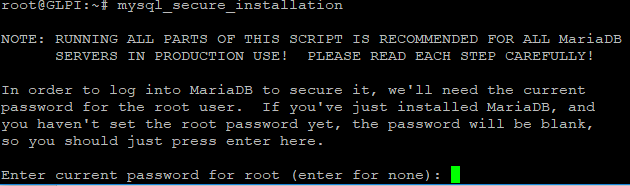 root@GLPI:~# mysql_secure_installation
NOTE: RUNNING ALL PARTS OF THIS SCRIPT IS RECOMMENDED FOR ALL MariaDB
SERVERS IN PRODUCTION USE!  PLEASE READ EACH STEP CAREFULLY!
In order to log into MariaDB to secure it, we'll need the current
password for the root user.  If you've just installed MariaDB, and
you haven't set the root password yet, the password will be blank,
so you should just press enter here.
Enter current password for root (enter for none):